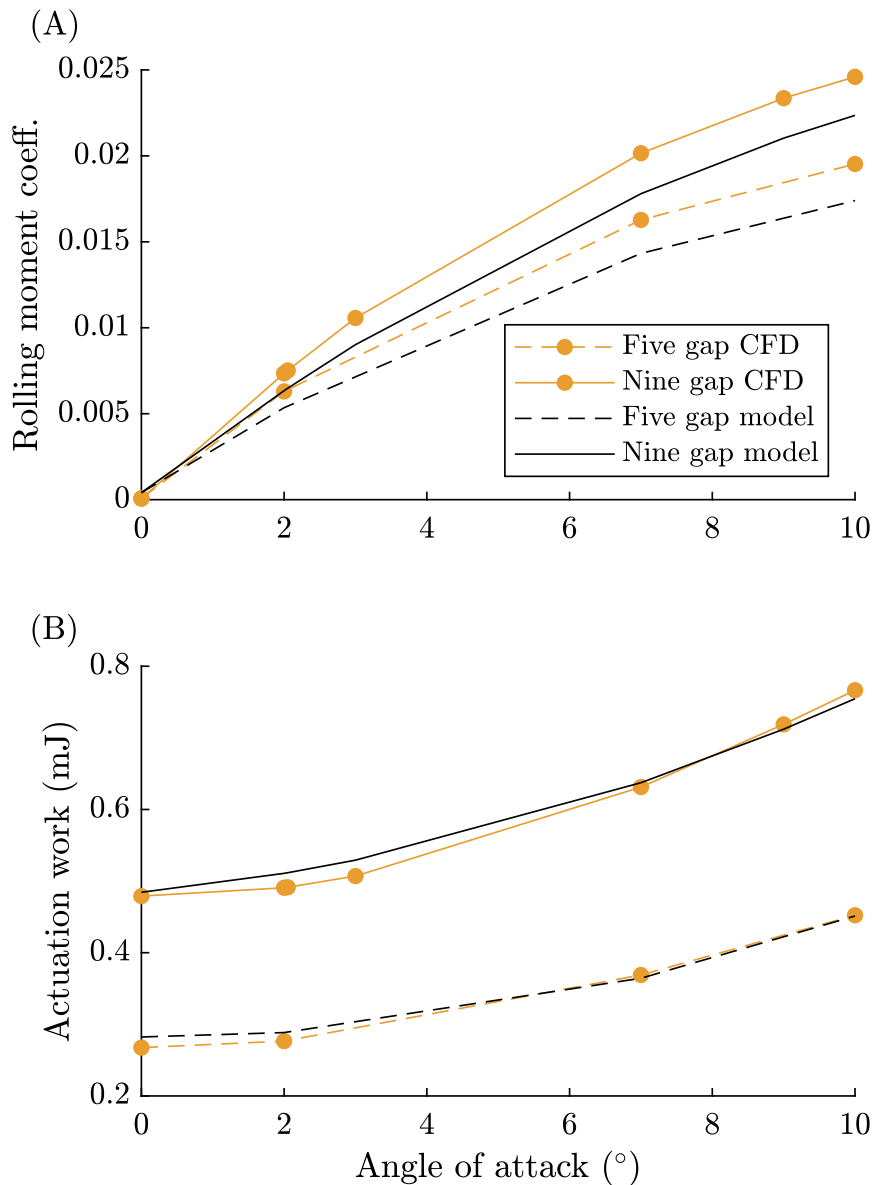 (A)
0.025
0.02
0.015
0.01
0.005
0
Rolling moment coeff.
Five gap CFD
Nine gap CFD
Five gap model
Nine gap model
0 2 4 6 8 10
(B)
0.8
0.6
0.4
0.2
Actuation work (mJ)
0 2 4 6 8 10
Angle of attack (°)